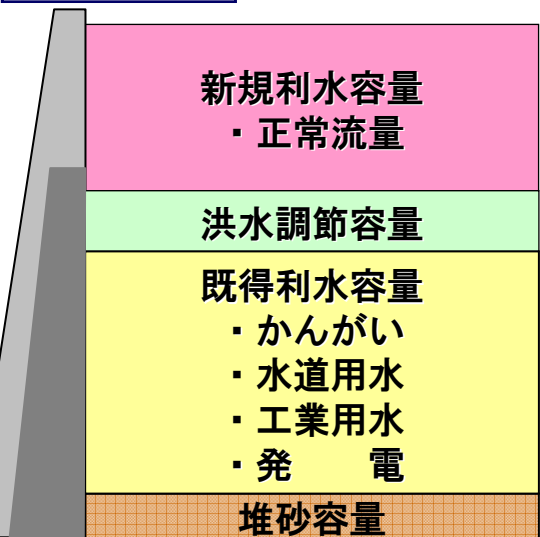 新規利水容量
・正常流量
洪水調節容量
既得利水容量
・かんがい
・水道用水
・工業用水
・発　　電
堆砂容量